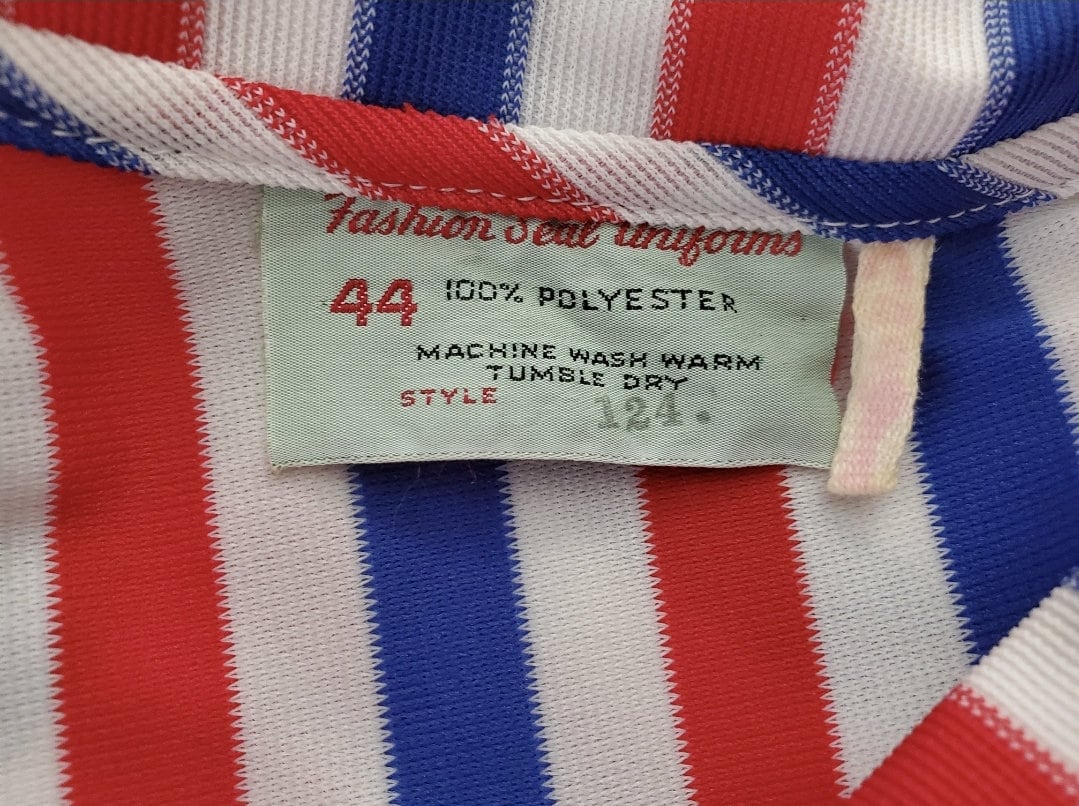 Fashion Seal Uniforms
44 100% POLYESTER
MACHINE WASH WARM
TUMBLE DRY
STYLE 124.